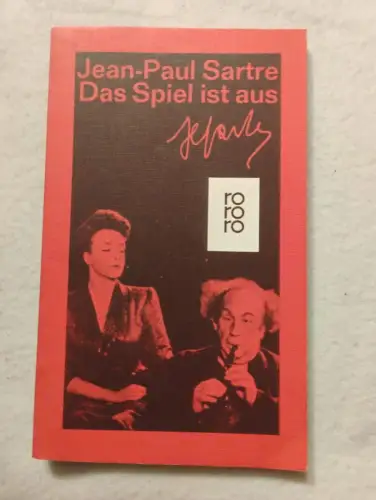 Jean-Paul Sartre
Das Spiel ist aus
ro
ro
ro